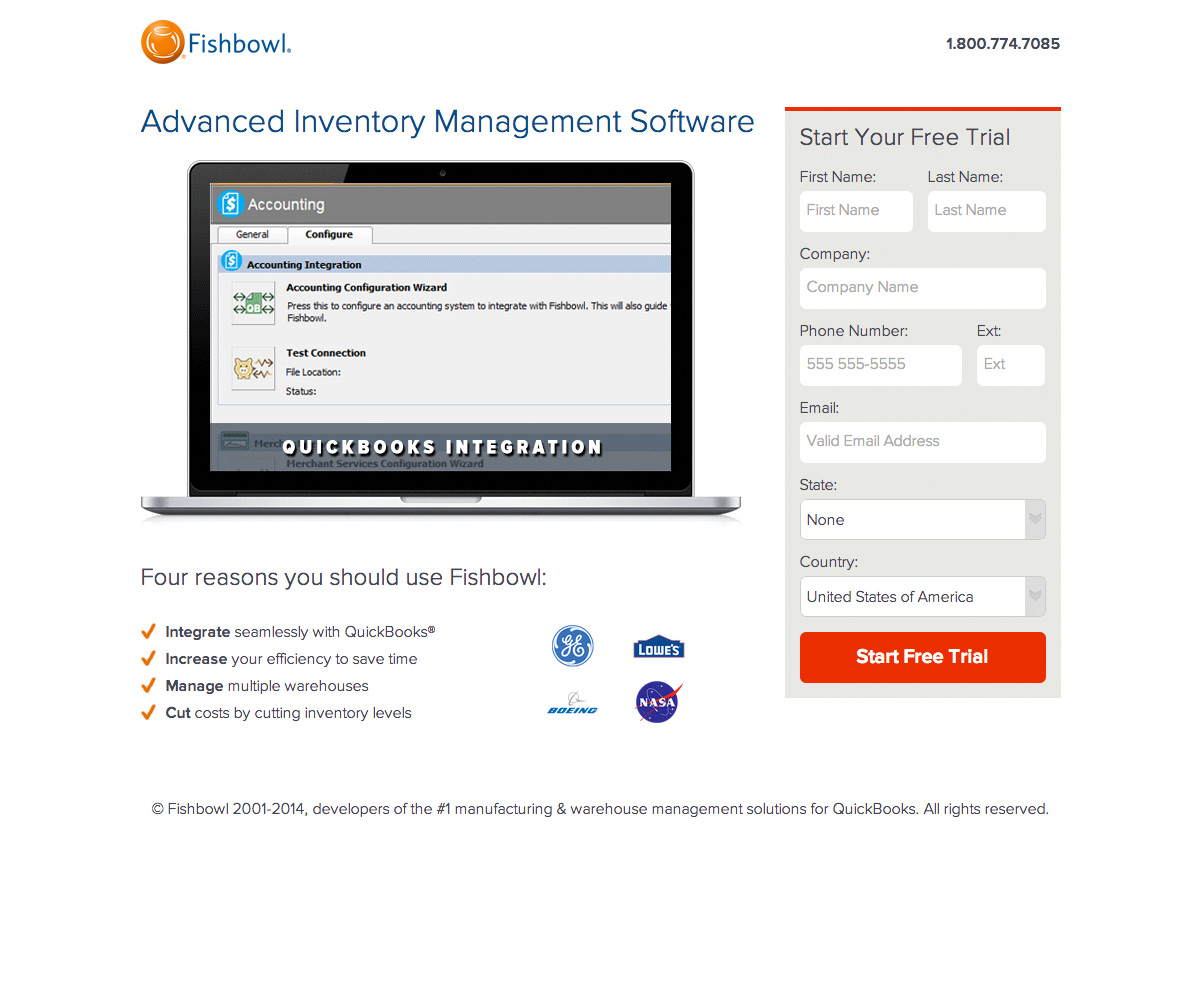 Fishbowl®
1.800.774.7085
Advanced Inventory Management Software
Accounting
General
Configure
Accounting Integration
Accounting Configuration Wizard
Press this to configure an accounting system to integrate with Fishbowl. This will also guide
Fishbowl.
QB
Test Connection
File Location:
Status:
QUICKBOOKS INTEGRATION
Merchant Services Configuration Wizard
Start Your Free Trial
First Name:
Last Name:
First Name
Last Name
Company:
Company Name
Phone Number:
Ext:
555 555-5555
Ext
Email:
Valid Email Address
State:
None
Country:
United States of America
Start Free Trial
Four reasons you should use Fishbowl:
Integrate seamlessly with QuickBooks®
Increase your efficiency to save time
Manage multiple warehouses
Cut costs by cutting inventory levels
GE
LOWE'S
BOEING
NASA
© Fishbowl 2001-2014, developers of the #1 manufacturing & warehouse management solutions for QuickBooks. All rights reserved.